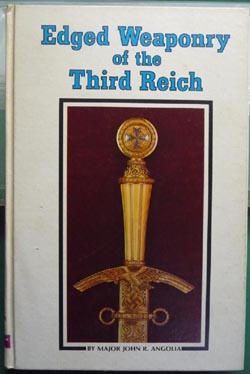 Edged Weaponry
of the
Third Reich
BY MAJOR JOHN R. ANGOLIA